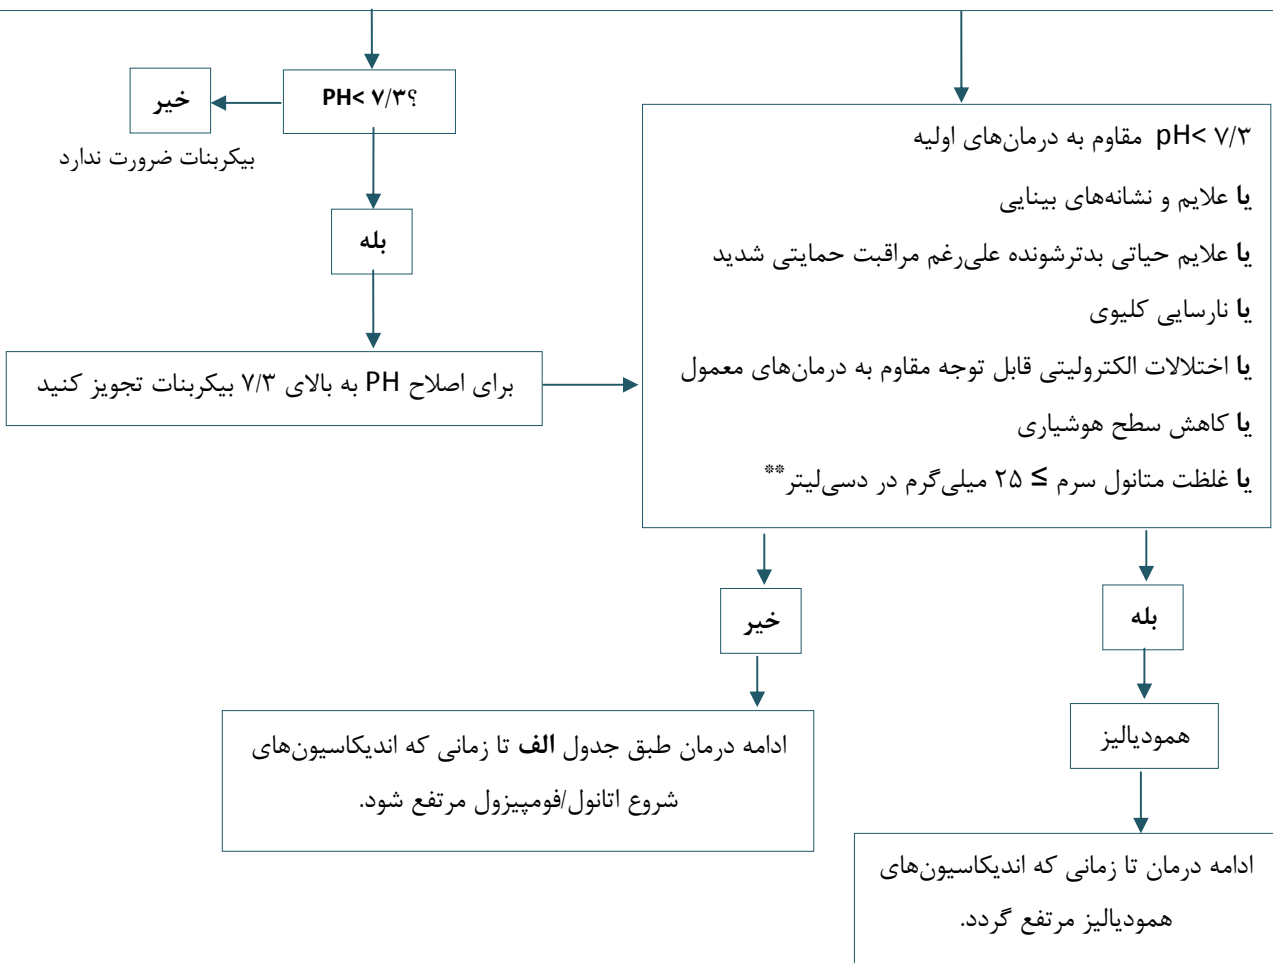 PH< ۷/۳؟
خیر
بیکربنات ضرورت ندارد
بله
برای اصلاح PH به بالای ۷/۳ بیکربنات تجویز کنید
pH< ۷/۳ مقاوم به درمان‌های اولیه
یا علایم و نشانه‌های بینایی
یا علایم حیاتی بدترشونده علی‌رغم مراقبت حمایتی شدید
یا نارسایی کلیوی
یا اختلالات الکترولیتی قابل توجه مقاوم به درمان‌های معمول
یا کاهش سطح هوشیاری
یا غلظت متانول سرم ≥ ۲۵ میلی‌گرم در دسی‌لیتر**
خیر
بله
ادامه درمان طبق جدول الف تا زمانی که اندیکاسیون‌های
شروع اتانول/فومپیزول مرتفع شود.
همودیالیز
ادامه درمان تا زمانی که اندیکاسیون‌های
همودیالیز مرتفع گردد.